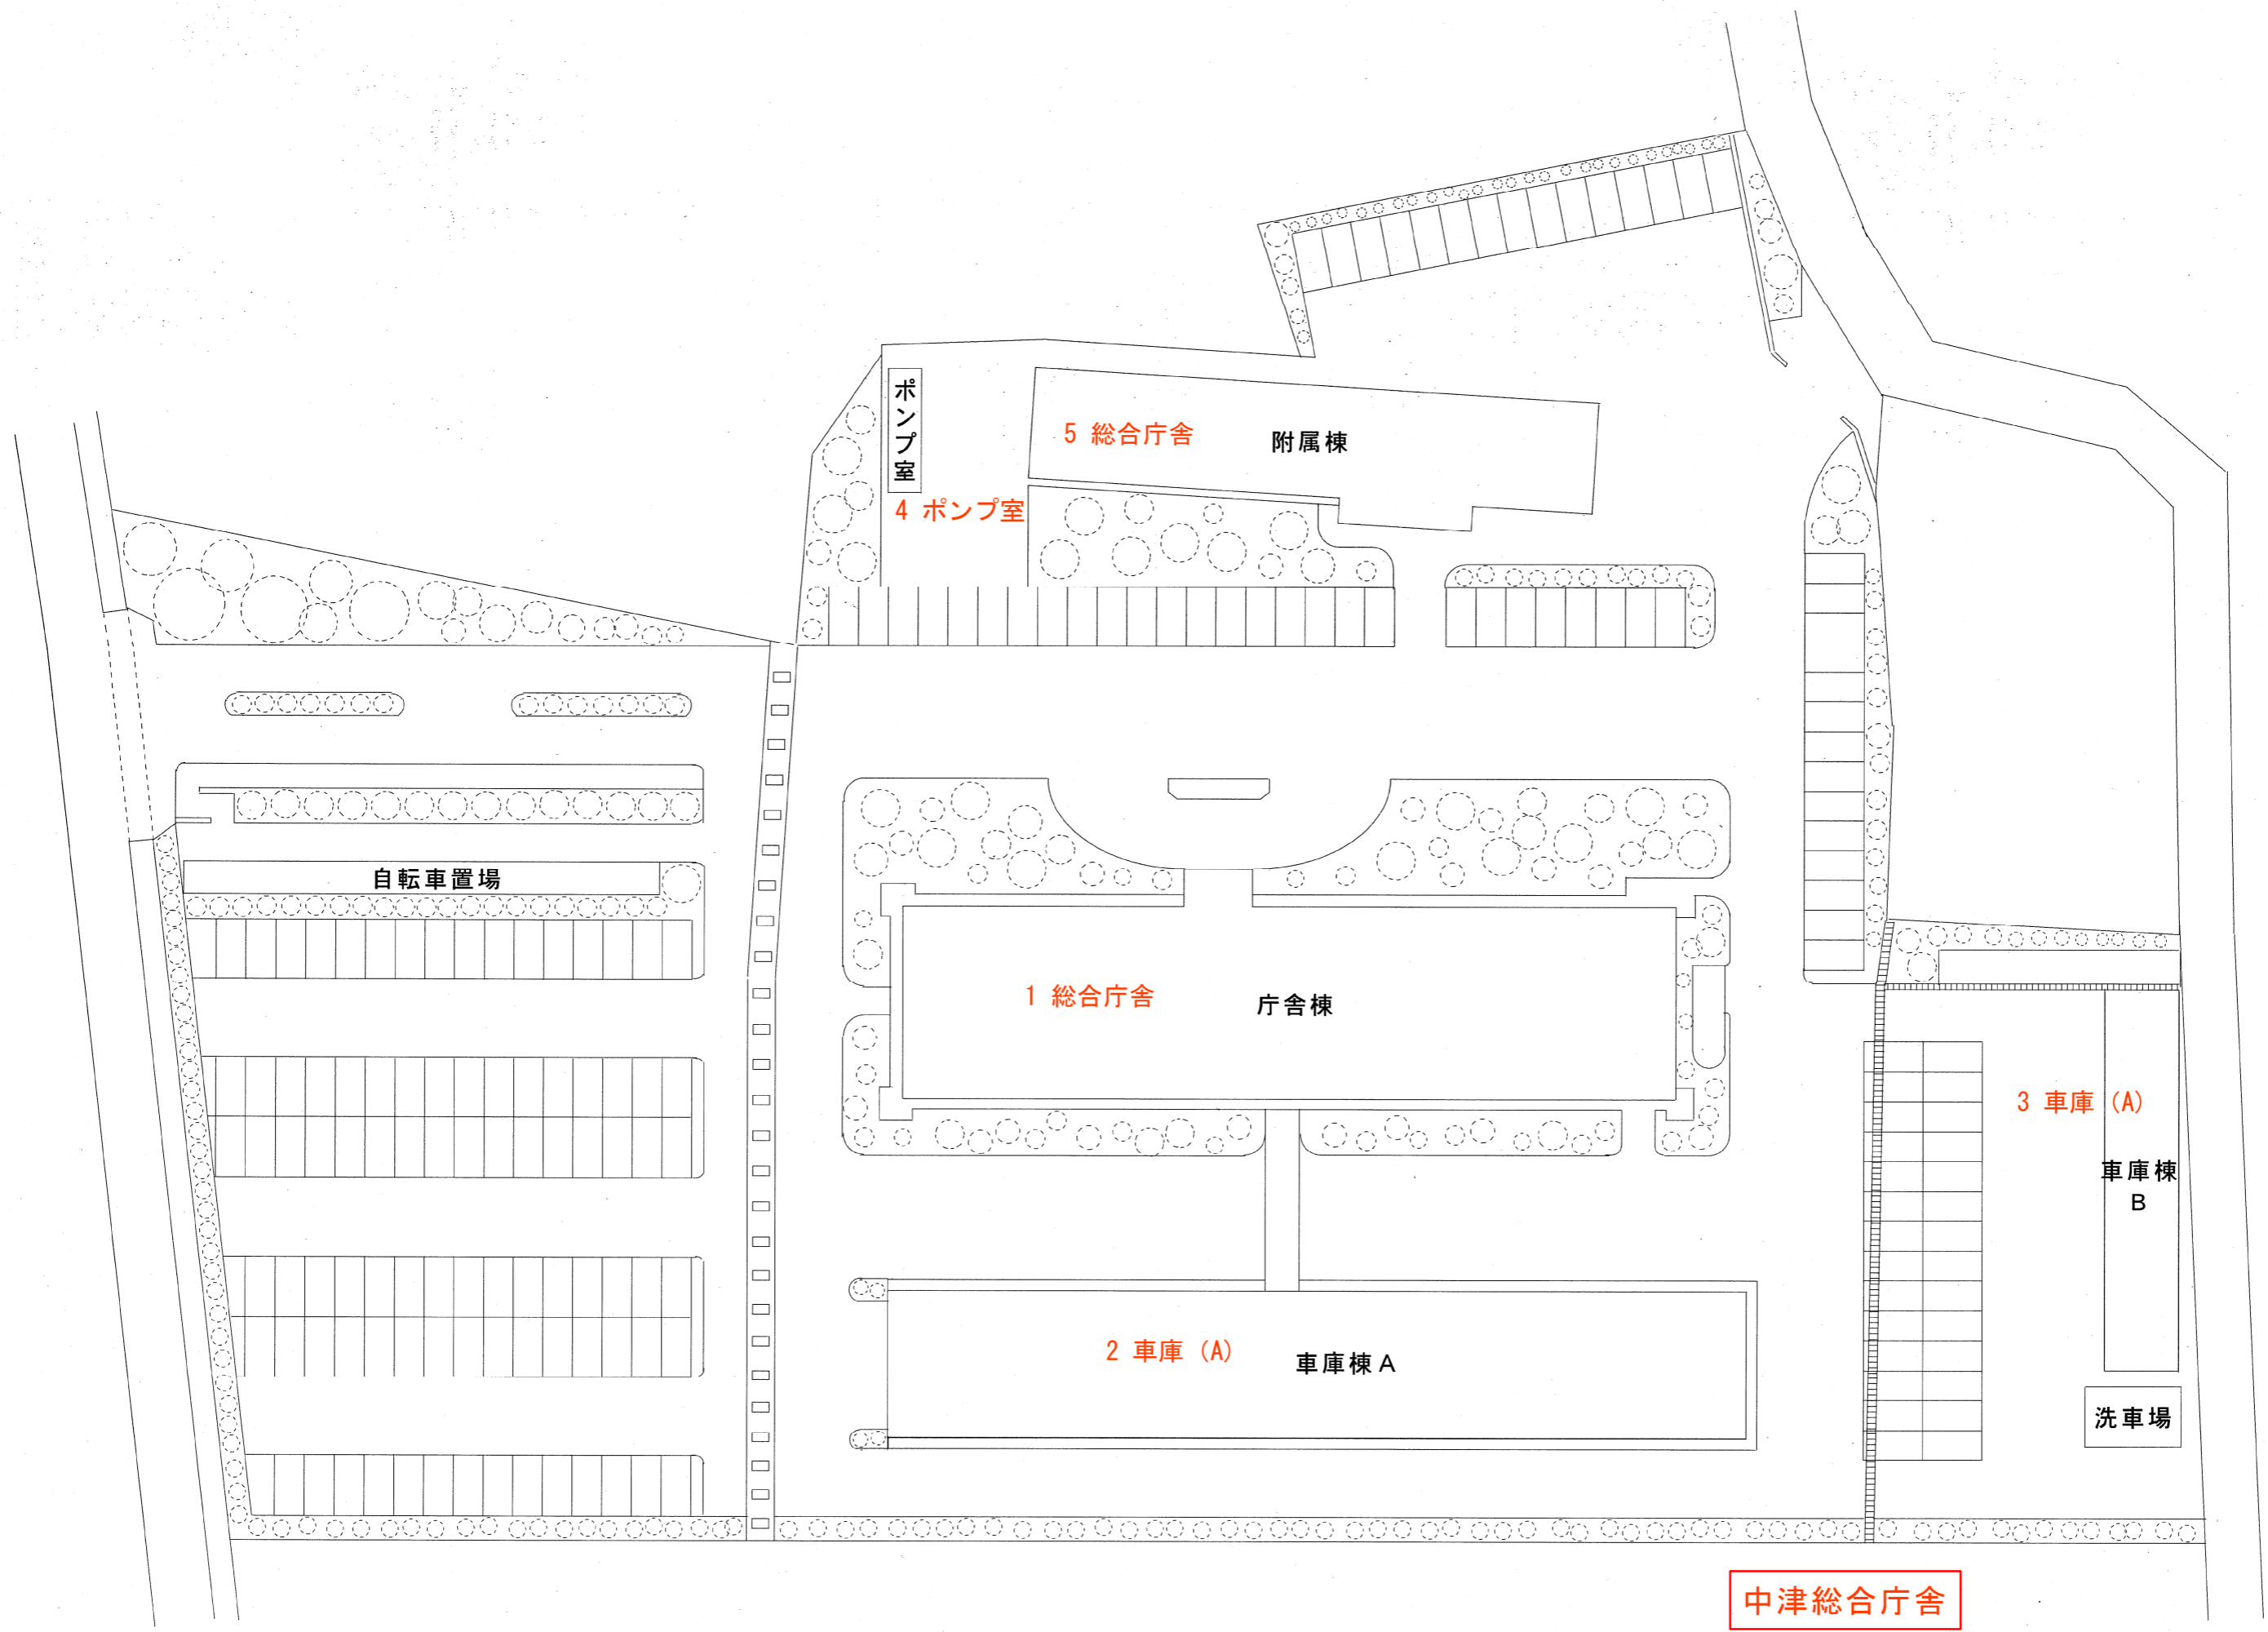 ポンプ室
5 総合庁舎
附属棟
4 ポンプ室
自転車置場
1 総合庁舎
庁舎棟
3 車庫（A）
車庫棟
B
2 車庫（A）
車庫棟A
洗車場
中津総合庁舎